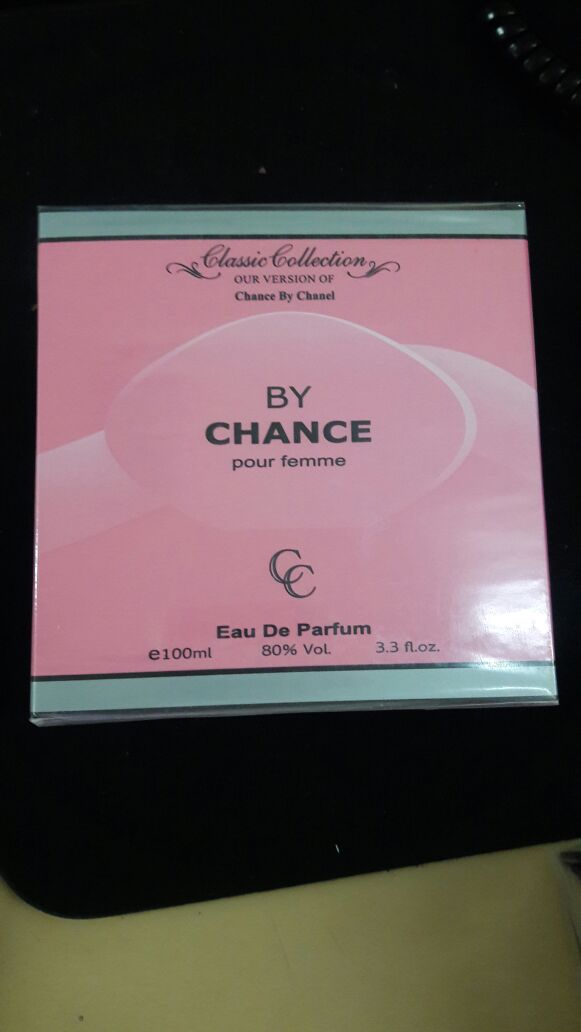 Classic Collection
OUR VERSION OF
Chance By Chanel
BY
CHANCE
pour femme
CC
Eau De Parfum
e100ml 80% Vol. 3.3 fl.oz.